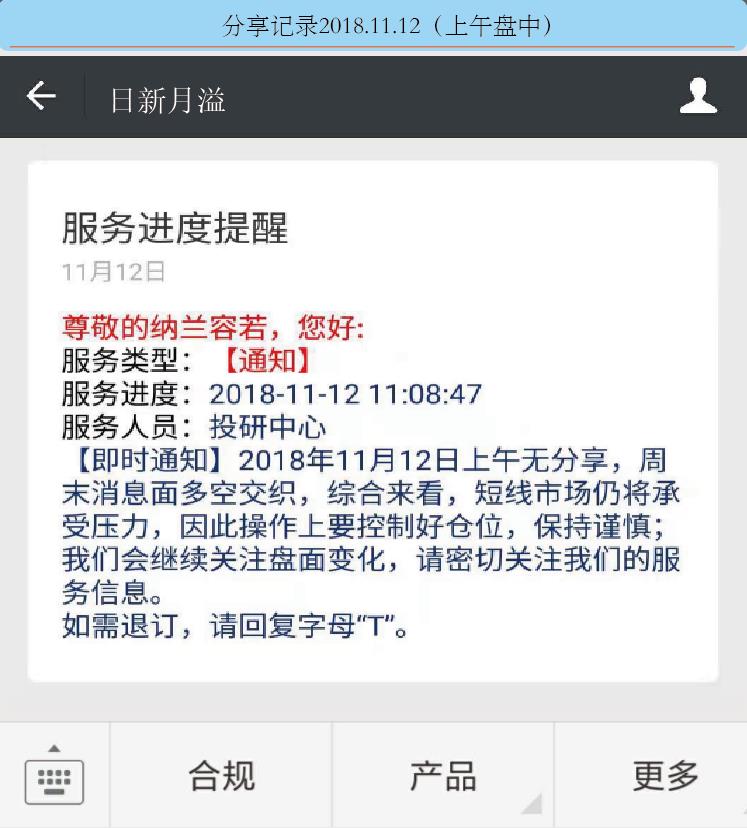 分享记录2018.11.12（上午盘中）
日新月溢
服务进度提醒
11月12日
尊敬的纳兰容若，您好:
服务类型：【通知】
服务进度：2018-11-12 11:08:47
服务人员：投研中心
【即时通知】2018年11月12日上午无分享，周
末消息面多空交织，综合来看，短线市场仍将承
受压力，因此操作上要控制好仓位，保持谨慎；
我们会继续关注盘面变化，请密切关注我们的服
务信息。
如需退订，请回复字母“T”。
合规
产品
更多